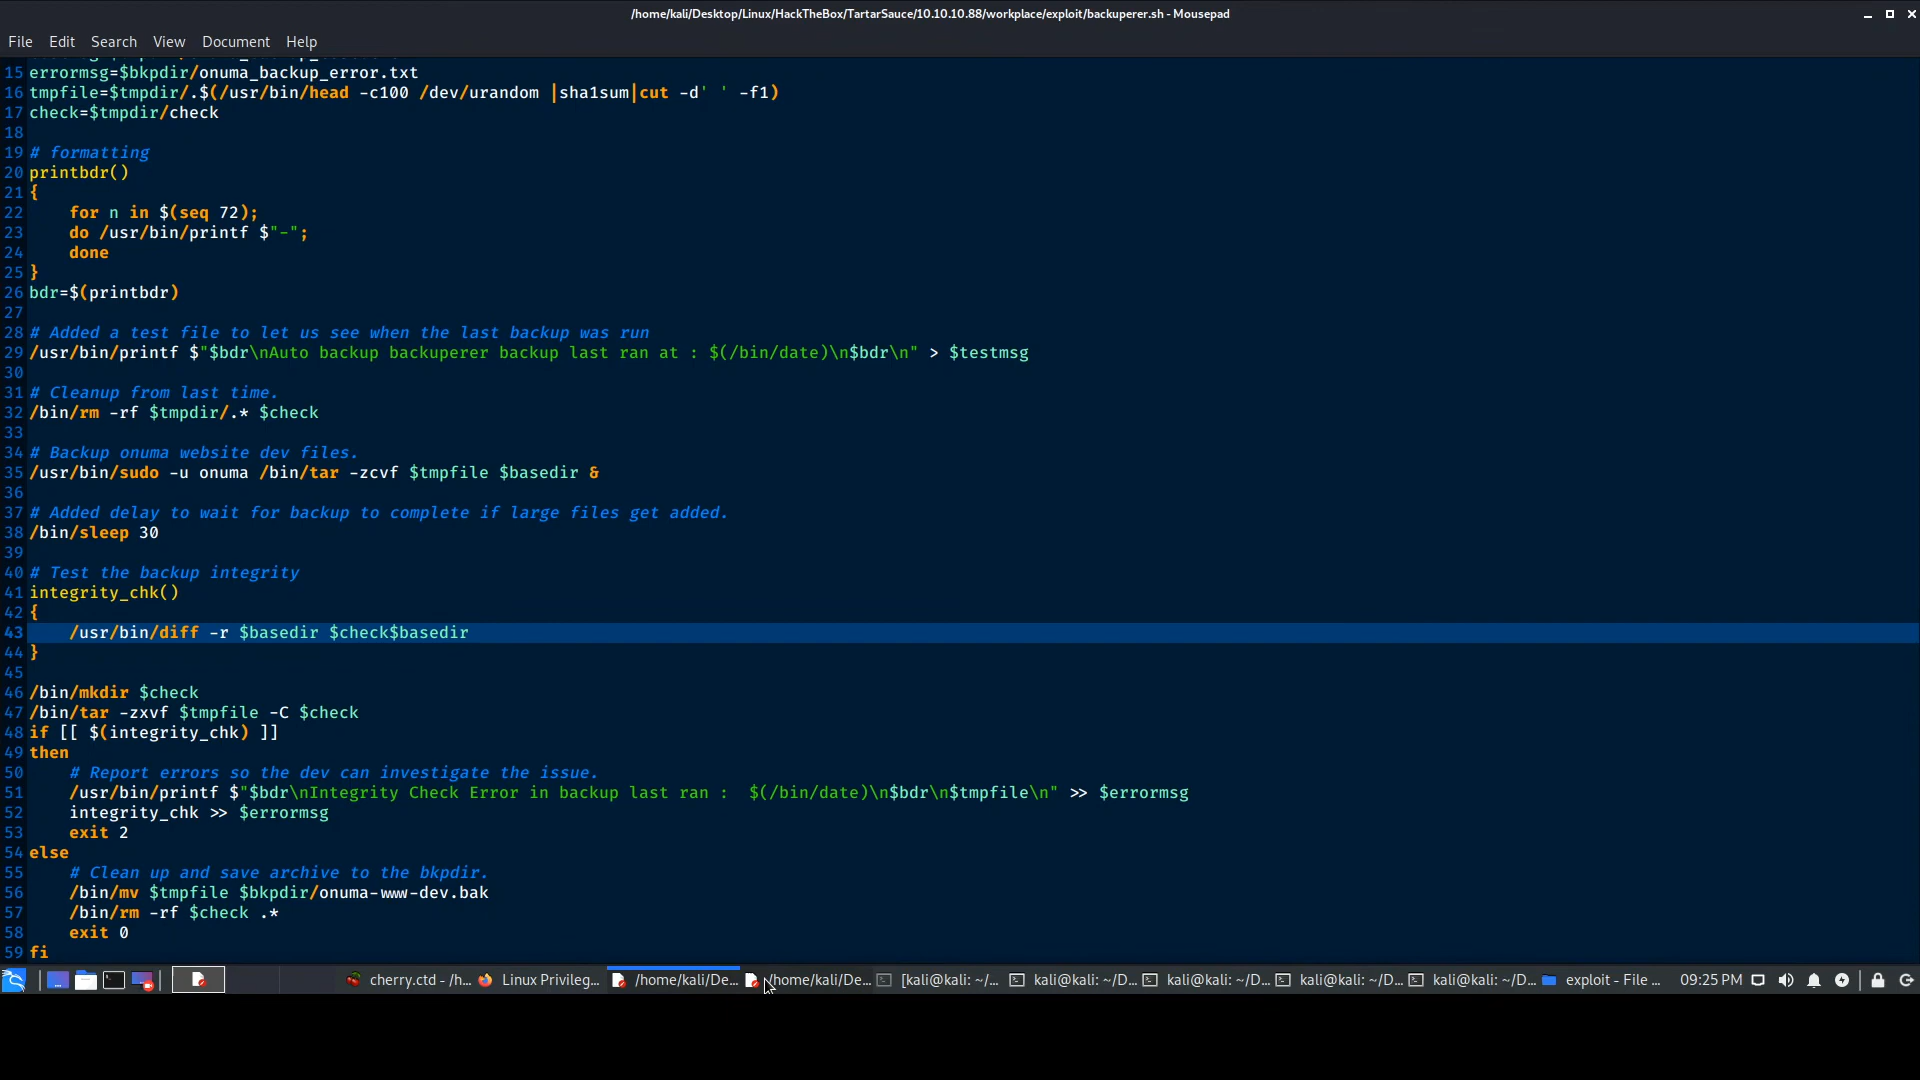 /home/kali/Desktop/Linux/HackTheBox/TartarSauce/10.10.10.88/workplace/exploit/backuperer.sh - Mousepad
File Edit Search View Document Help
15 errormsg=$bkpdir/onuma_backup_error.txt
16 tmpfile=$tmpdir/.$(/usr/bin/head -c100 /dev/urandom |sha1sum|cut -d' ' -f1)
17 check=$tmpdir/check
18
19 # formatting
20 printbdr()
21 {
22     for n in $(seq 72);
23     do /usr/bin/printf $"-";
24     done
25 }
26 bdr=$(printbdr)
27
28 # Added a test file to let us see when the last backup was run
29 /usr/bin/printf $"$bdr\nAuto backup backuperer backup last ran at : $(/bin/date)\n$bdr\n" > $testmsg
30
31 # Cleanup from last time.
32 /bin/rm -rf $tmpdir/.* $check
33
34 # Backup onuma website dev files.
35 /usr/bin/sudo -u onuma /bin/tar -zcvf $tmpfile $basedir &
36
37 # Added delay to wait for backup to complete if large files get added.
38 /bin/sleep 30
39
40 # Test the backup integrity
41 integrity_chk()
42 {
43     /usr/bin/diff -r $basedir $check$basedir
44 }
45
46 /bin/mkdir $check
47 /bin/tar -zxvf $tmpfile -C $check
48 if [[ $(integrity_chk) ]]
49 then
50     # Report errors so the dev can investigate the issue.
51     /usr/bin/printf $"$bdr\nIntegrity Check Error in backup last ran :  $(/bin/date)\n$bdr\n$tmpfile\n" >> $errormsg
52     integrity_chk >> $errormsg
53     exit 2
54 else
55     # Clean up and save archive to the bkpdir.
56     /bin/mv $tmpfile $bkpdir/onuma-www-dev.bak
57     /bin/rm -rf $check .*
58     exit 0
59 fi
cherry.ctd - /h... Linux Privileg... /home/kali/De... /home/kali/De... [kali@kali: ~/... kali@kali: ~/D... kali@kali: ~/D... kali@kali: ~/D... kali@kali: ~/D... exploit - File ... 09:25 PM